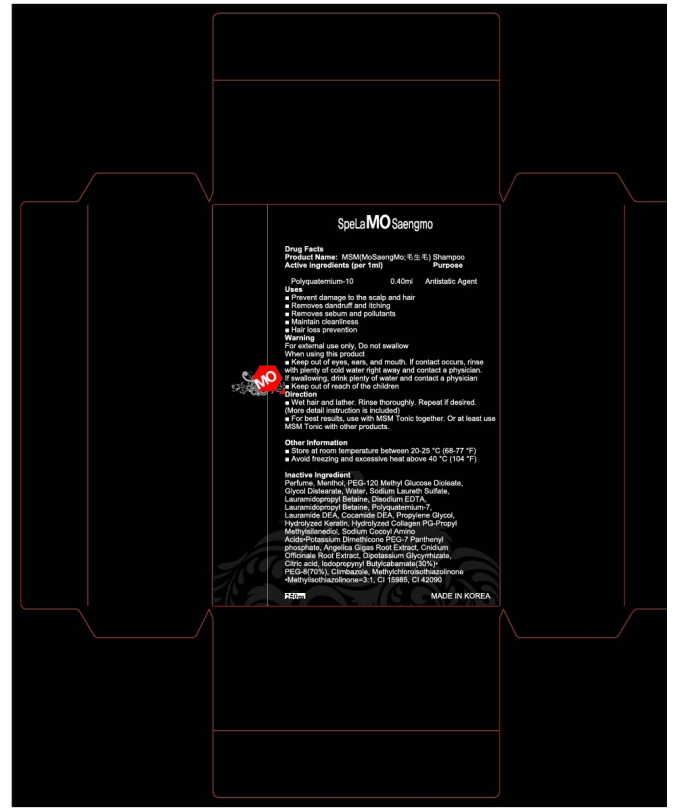 SpeLaMO Saengmo
Drug Facts
Product Name: MSM(MoSaengMo;毛生毛) Shampoo
Active ingredients (per 1ml) Purpose
Polyquaternium-10 0.40ml Antistatic Agent
Uses
■ Prevent damage to the scalp and hair
■ Removes dandruff and itching
■ Removes sebum and pollutants
■ Maintain cleanliness
■ Hair loss prevention
Warning
For external use only, Do not swallow
When using this product
■ Keep out of eyes, ears, and mouth. If contact occurs, rinse
with plenty of cold water right away and contact a physician.
If swallowing, drink plenty of water and contact a physician
■ Keep out of reach of the children
MO
Direction
■ Wet hair and lather. Rinse thoroughly. Repeat if desired.
(More detail instruction is included)
■ For best results, use with MSM Tonic together. Or at least use
MSM Tonic with other products.
Other Information
■ Store at room temperature between 20-25 °C (68-77 °F)
■ Avoid freezing and excessive heat above 40 °C (104 °F)
Inactive Ingredient
Perfume, Menthol, PEG-120 Methyl Glucose Dioleate,
Glycol Distearate, Water, Sodium Laureth Sulfate,
Lauramidopropyl Betaine, Disodium EDTA,
Lauramidopropyl Betaine, Polyquaternium-7,
Lauramide DEA, Cocamide DEA, Propylene Glycol,
Hydrolyzed Keratin, Hydrolyzed Collagen PG-Propyl
Methylsilanediol, Sodium Cocoyl Amino
Acids•Potassium Dimethicone PEG-7 Panthenyl
phosphate, Angelica Gigas Root Extract, Cnidium
Officinale Root Extract, Dipotassium Glycyrrhizate,
Citric acid, Iodopropynyl Butylcabamate(30%)•
PEG-8(70%), Climbazole, Methylchloroisothiazolinone
•Methylisothiazolinone=3:1, CI 15985, CI 42090
250ml MADE IN KOREA